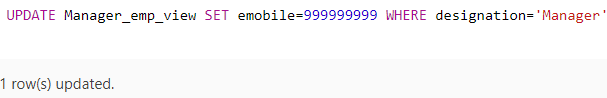 UPDATE Manager_emp_view SET emobile=999999999 WHERE designation='Manager'
1 row(s) updated.